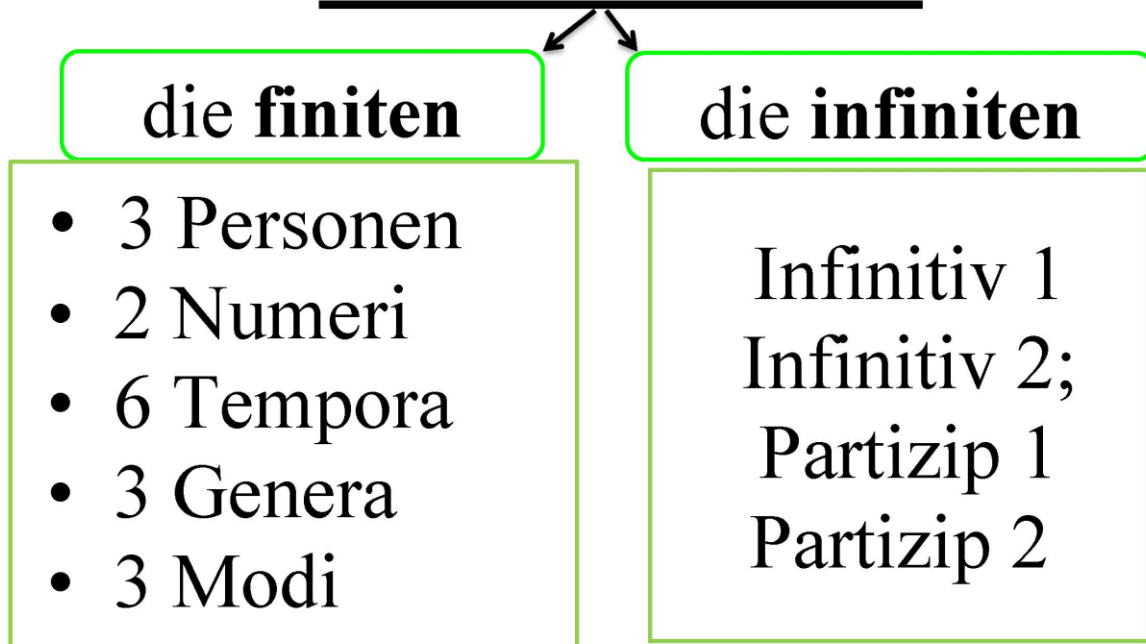 die finiten
die infiniten
• 3 Personen
• 2 Numeri
• 6 Tempora
• 3 Genera
• 3 Modi
Infinitiv 1
Infinitiv 2;
Partizip 1
Partizip 2